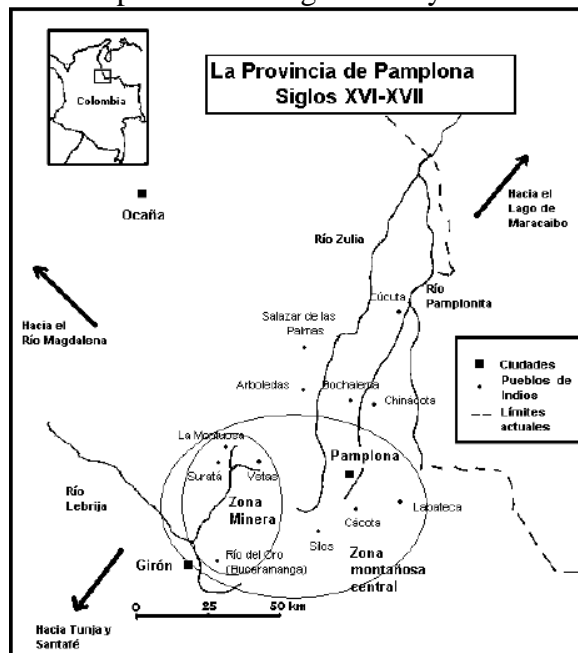 La Provincia de Pamplona
Siglos XVI-XVII
Colombia
Ocaña
Hacia el
Lago de
Maracaibo
Río Zulia
Río
Pamplonita
Cúcuta
Hacia el
Río Magdalena
Salazar de las
Palmas
Arboledas
Bochalema
Chinácota
Ciudades
Pueblos de
Indios
Límites
actuales
La Montuosa
Suratá
Vetas
Pamplona
Río
Lebrija
Zona
Minera
Labateca
Cácota
Silos
Zona
montañosa
central
Girón
Río del Oro
(Buceramanga)
0 25 50 km
Hacia Tunja y
Santafé